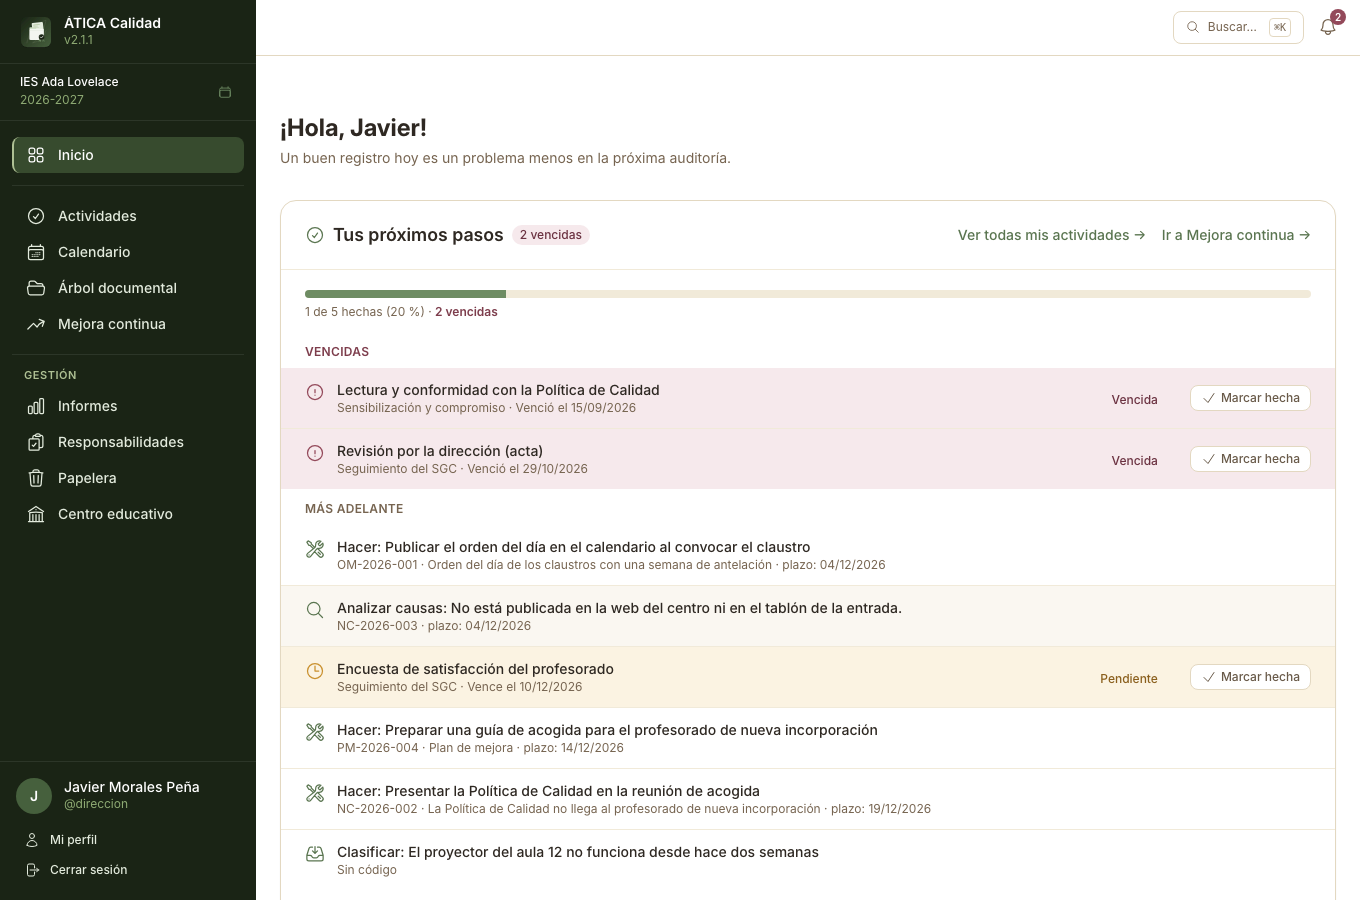 ÁTICA Calidad
v2.1.1
IES Ada Lovelace
2026-2027
Inicio
Actividades
Calendario
Árbol documental
Mejora continua
GESTIÓN
Informes
Responsabilidades
Papelera
Centro educativo
J
Javier Morales Peña
@direccion
Mi perfil
Cerrar sesión
Buscar... ⌘K
2
¡Hola, Javier!
Un buen registro hoy es un problema menos en la próxima auditoría.
Tus próximos pasos 2 vencidas Ver todas mis actividades → Ir a Mejora continua →
1 de 5 hechas (20 %) · 2 vencidas
VENCIDAS
Lectura y conformidad con la Política de Calidad
Sensibilización y compromiso · Venció el 15/09/2026
Vencida Marcar hecha
Revisión por la dirección (acta)
Seguimiento del SGC · Venció el 29/10/2026
Vencida Marcar hecha
MÁS ADELANTE
Hacer: Publicar el orden del día en el calendario al convocar el claustro
OM-2026-001 · Orden del día de los claustros con una semana de antelación · plazo: 04/12/2026
Analizar causas: No está publicada en la web del centro ni en el tablón de la entrada.
NC-2026-003 · plazo: 04/12/2026
Encuesta de satisfacción del profesorado
Seguimiento del SGC · Vence el 10/12/2026
Pendiente Marcar hecha
Hacer: Preparar una guía de acogida para el profesorado de nueva incorporación
PM-2026-004 · Plan de mejora · plazo: 14/12/2026
Hacer: Presentar la Política de Calidad en la reunión de acogida
NC-2026-002 · La Política de Calidad no llega al profesorado de nueva incorporación · plazo: 19/12/2026
Clasificar: El proyector del aula 12 no funciona desde hace dos semanas
Sin código